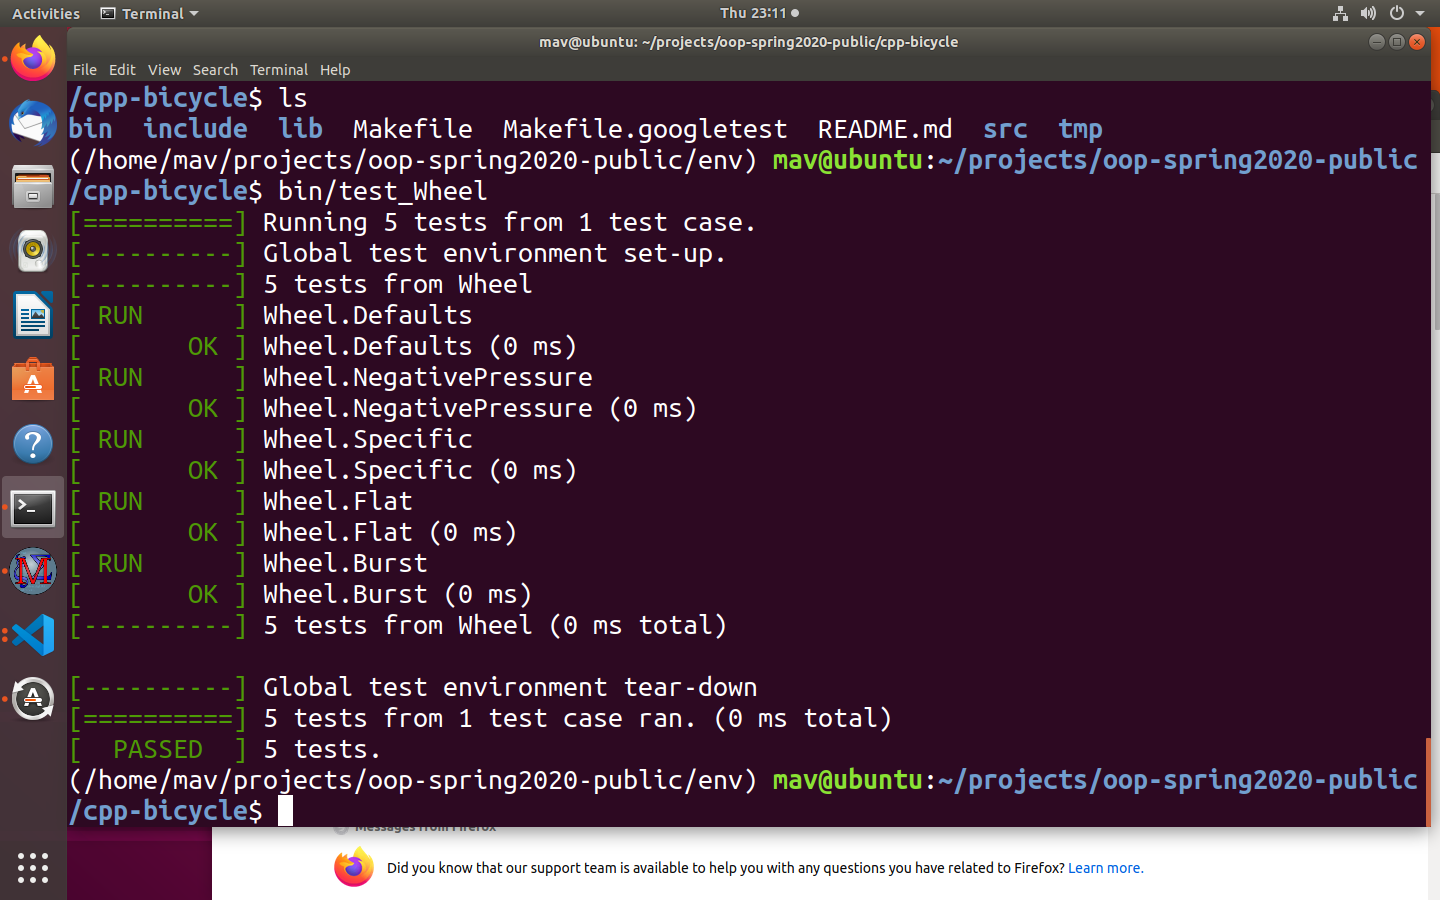 Activities Terminal Thu 23:11
mav@ubuntu: ~/projects/oop-spring2020-public/cpp-bicycle
File Edit View Search Terminal Help
/cpp-bicycle$ ls
bin include lib Makefile Makefile.googletest README.md src tmp
(/home/mav/projects/oop-spring2020-public/env) mav@ubuntu:~/projects/oop-spring2020-public
/cpp-bicycle$ bin/test_Wheel
[==========] Running 5 tests from 1 test case.
[----------] Global test environment set-up.
[----------] 5 tests from Wheel
[ RUN      ] Wheel.Defaults
[       OK ] Wheel.Defaults (0 ms)
[ RUN      ] Wheel.NegativePressure
[       OK ] Wheel.NegativePressure (0 ms)
[ RUN      ] Wheel.Specific
[       OK ] Wheel.Specific (0 ms)
[ RUN      ] Wheel.Flat
[       OK ] Wheel.Flat (0 ms)
[ RUN      ] Wheel.Burst
[       OK ] Wheel.Burst (0 ms)
[----------] 5 tests from Wheel (0 ms total)
[----------] Global test environment tear-down
[==========] 5 tests from 1 test case ran. (0 ms total)
[  PASSED  ] 5 tests.
(/home/mav/projects/oop-spring2020-public/env) mav@ubuntu:~/projects/oop-spring2020-public
/cpp-bicycle$
Messages from Firefox
Did you know that our support team is available to help you with any questions you have related to Firefox? Learn more.